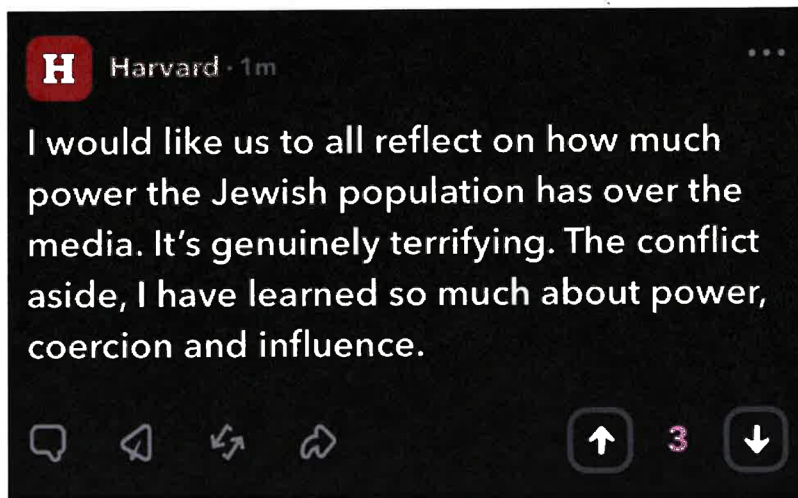 H Harvard · 1m
I would like us to all reflect on how much
power the Jewish population has over the
media. It's genuinely terrifying. The conflict
aside, I have learned so much about power,
coercion and influence.
3